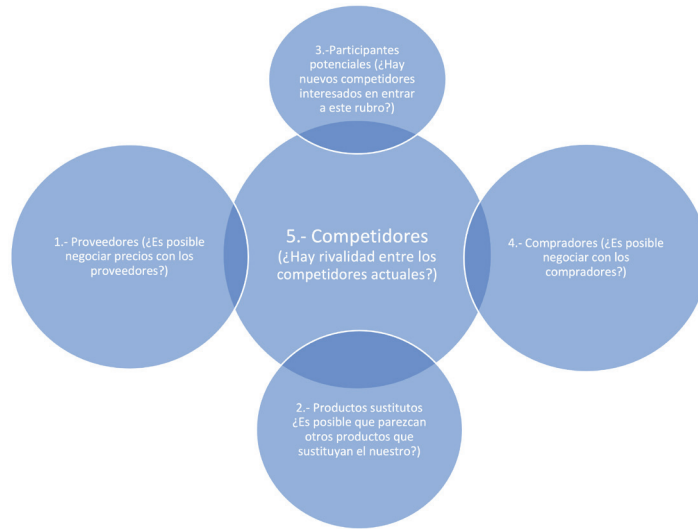 3.-Participantes
potenciales (¿Hay
nuevos competidores
interesados en entrar
a este rubro?)
1.- Proveedores (¿Es posible
negociar precios con los
proveedores?)
5.- Competidores
(¿Hay rivalidad entre los
competidores actuales?)
4.- Compradores (¿Es posible
negociar con los
compradores?)
2.- Productos sustitutos
¿Es posible que parezcan
otros productos que
sustituyan el nuestro?)